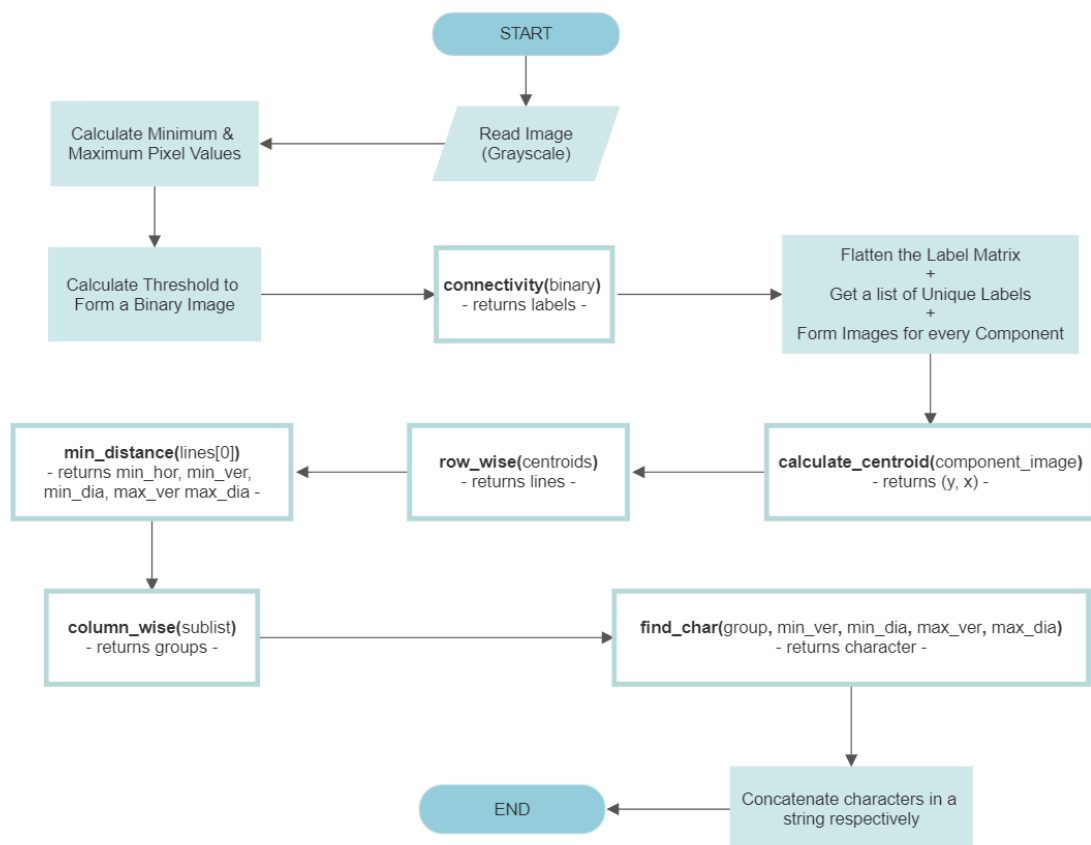 START
Read Image
(Grayscale)
Calculate Minimum &
Maximum Pixel Values
Calculate Threshold to
Form a Binary Image
connectivity(binary)
- returns labels -
Flatten the Label Matrix
+
Get a list of Unique Labels
+
Form Images for every Component
calculate_centroid(component_image)
- returns (y, x) -
row_wise(centroids)
- returns lines -
min_distance(lines[0])
- returns min_hor, min_ver,
min_dia, max_ver max_dia -
column_wise(sublist)
- returns groups -
find_char(group, min_ver, min_dia, max_ver, max_dia)
- returns character -
Concatenate characters in a
string respectively
END